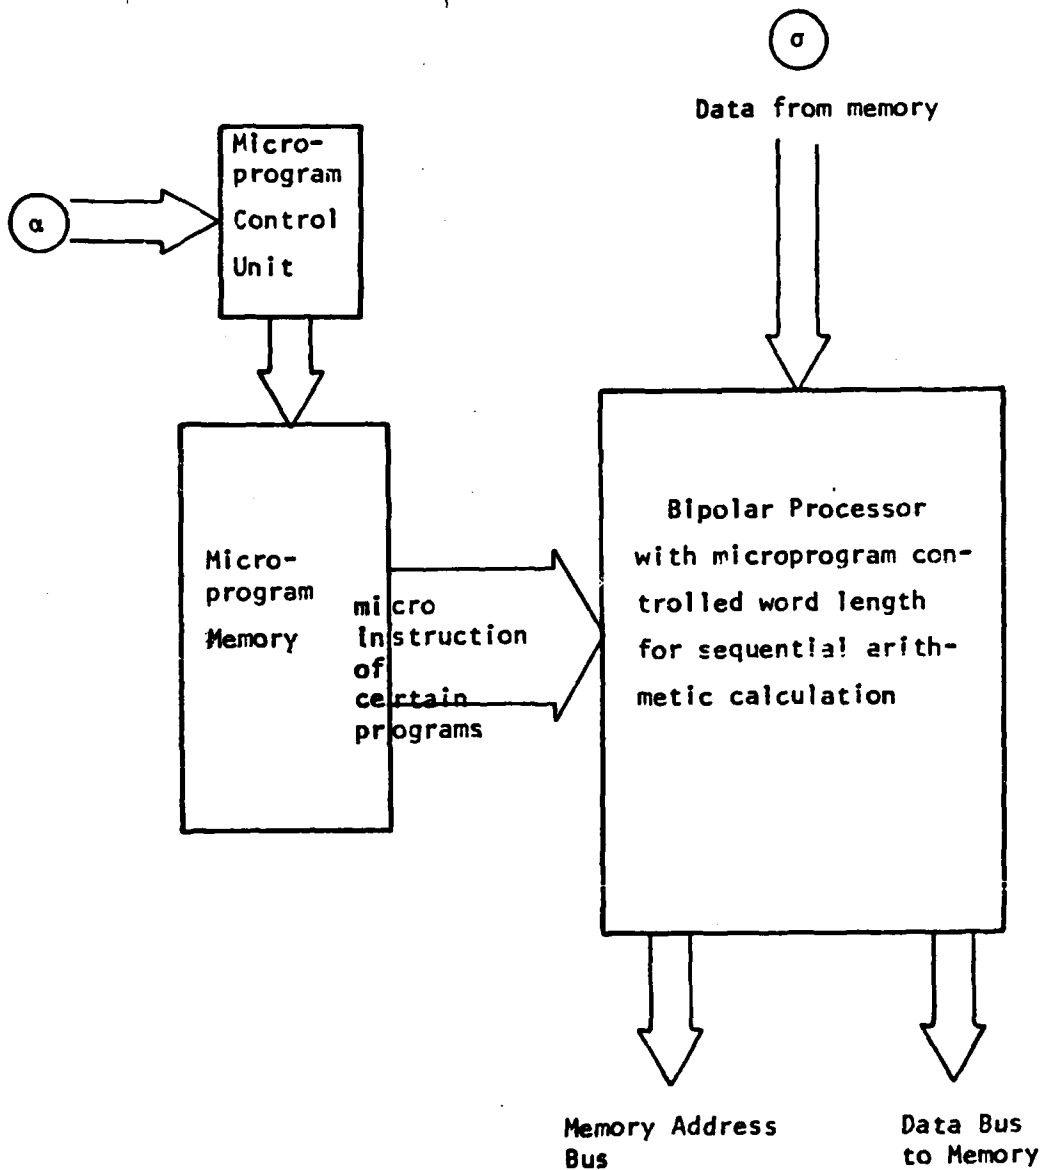 σ
Data from memory
Micro-
program
Control
Unit
α
Micro-
program
Memory
micro
instruction
of
certain
programs
Bipolar Processor
with microprogram con-
trolled word length
for sequential arith-
metic calculation
Memory Address
Bus
Data Bus
to Memory